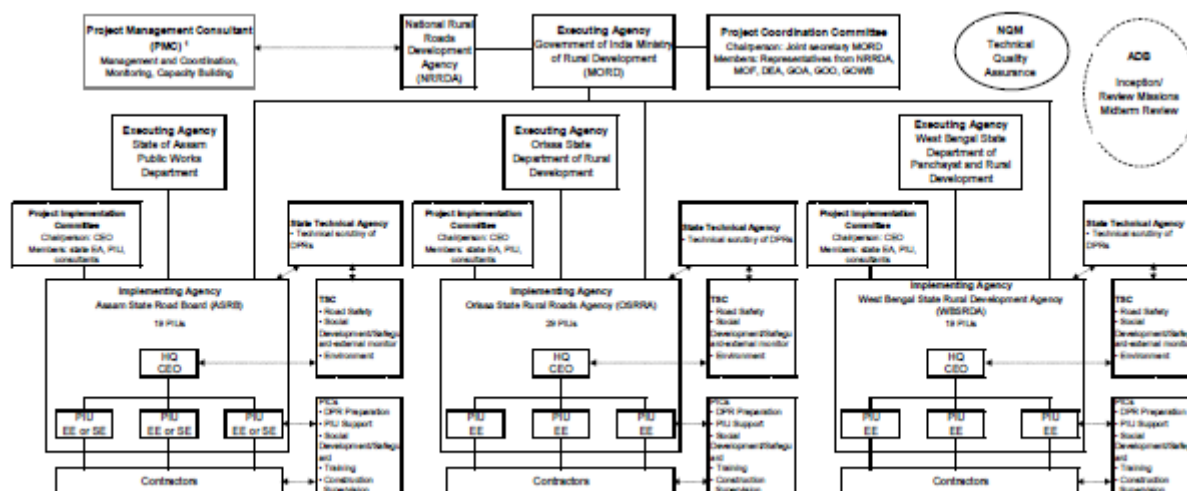 Project Management Consultant
(PMC) ¹
Management and Coordination,
Monitoring, Capacity Building
National Rural
Roads
Development
Agency
(NRRDA)
Executing Agency
Government of India Ministry
of Rural Development
(MORD)
Project Coordination Committee
Chairperson: Joint secretary MORD
Members: Representatives from NRRDA,
MOF, DEA, GOA, GOO, GOWB
NQM
Technical
Quality
Assurance
ADB
Inception/
Review Missions
Midterm Review
Executing Agency
State of Assam
Public Works
Department
Executing Agency
Orissa State
Department of Rural
Development
Executing Agency
West Bengal State
Department of
Panchayat and Rural
Development
Project Implementation
Committee
Chairperson: CEO
Members: state EA, PIU,
consultants
State Technical Agency
• Technical scrutiny of
DPRs
Project Implementation
Committee
Chairperson: CEO
Members: state EA, PIU,
consultants
State Technical Agency
• Technical scrutiny of DPRs
Project Implementation
Committee
Chairperson: CEO
Members: state EA, PIU,
consultants
State Technical Agency
• Technical scrutiny of
DPRs
Implementing Agency
Assam State Road Board (ASRB)
19 PIUs
HQ
CEO
PIU
EE or SE
PIU
EE or SE
PIU
EE or SE
Contractors
TSC
• Road Safety
• Social
Development/Safegu
ard-external monitor
• Environment
PICs
• DPR Preparation
• PIU Support
• Social
Development/Safegu
ard
• Training
• Construction
Supervision
Implementing Agency
Orissa State Rural Roads Agency (OSRRA)
29 PIUs
HQ
CEO
PIU
EE
PIU
EE
PIU
EE
Contractors
TSC
• Road Safety
• Social
Development/Safegu
ard-external monitor
• Environment
PICs
• DPR Preparation
• PIU Support
• Social
Development/Safegu
ard
• Training
• Construction
Supervision
Implementing Agency
West Bengal State Rural Development Agency
(WBSRDA)
19 PIUs
HQ
CEO
PIU
EE
PIU
EE
PIU
EE
Contractors
TSC
• Road Safety
• Social
Development/Safegu
ard-external monitor
• Environment
PICs
• DPR Preparation
• PIU Support
• Social
Development/Safegu
ard
• Training
• Construction
Supervision